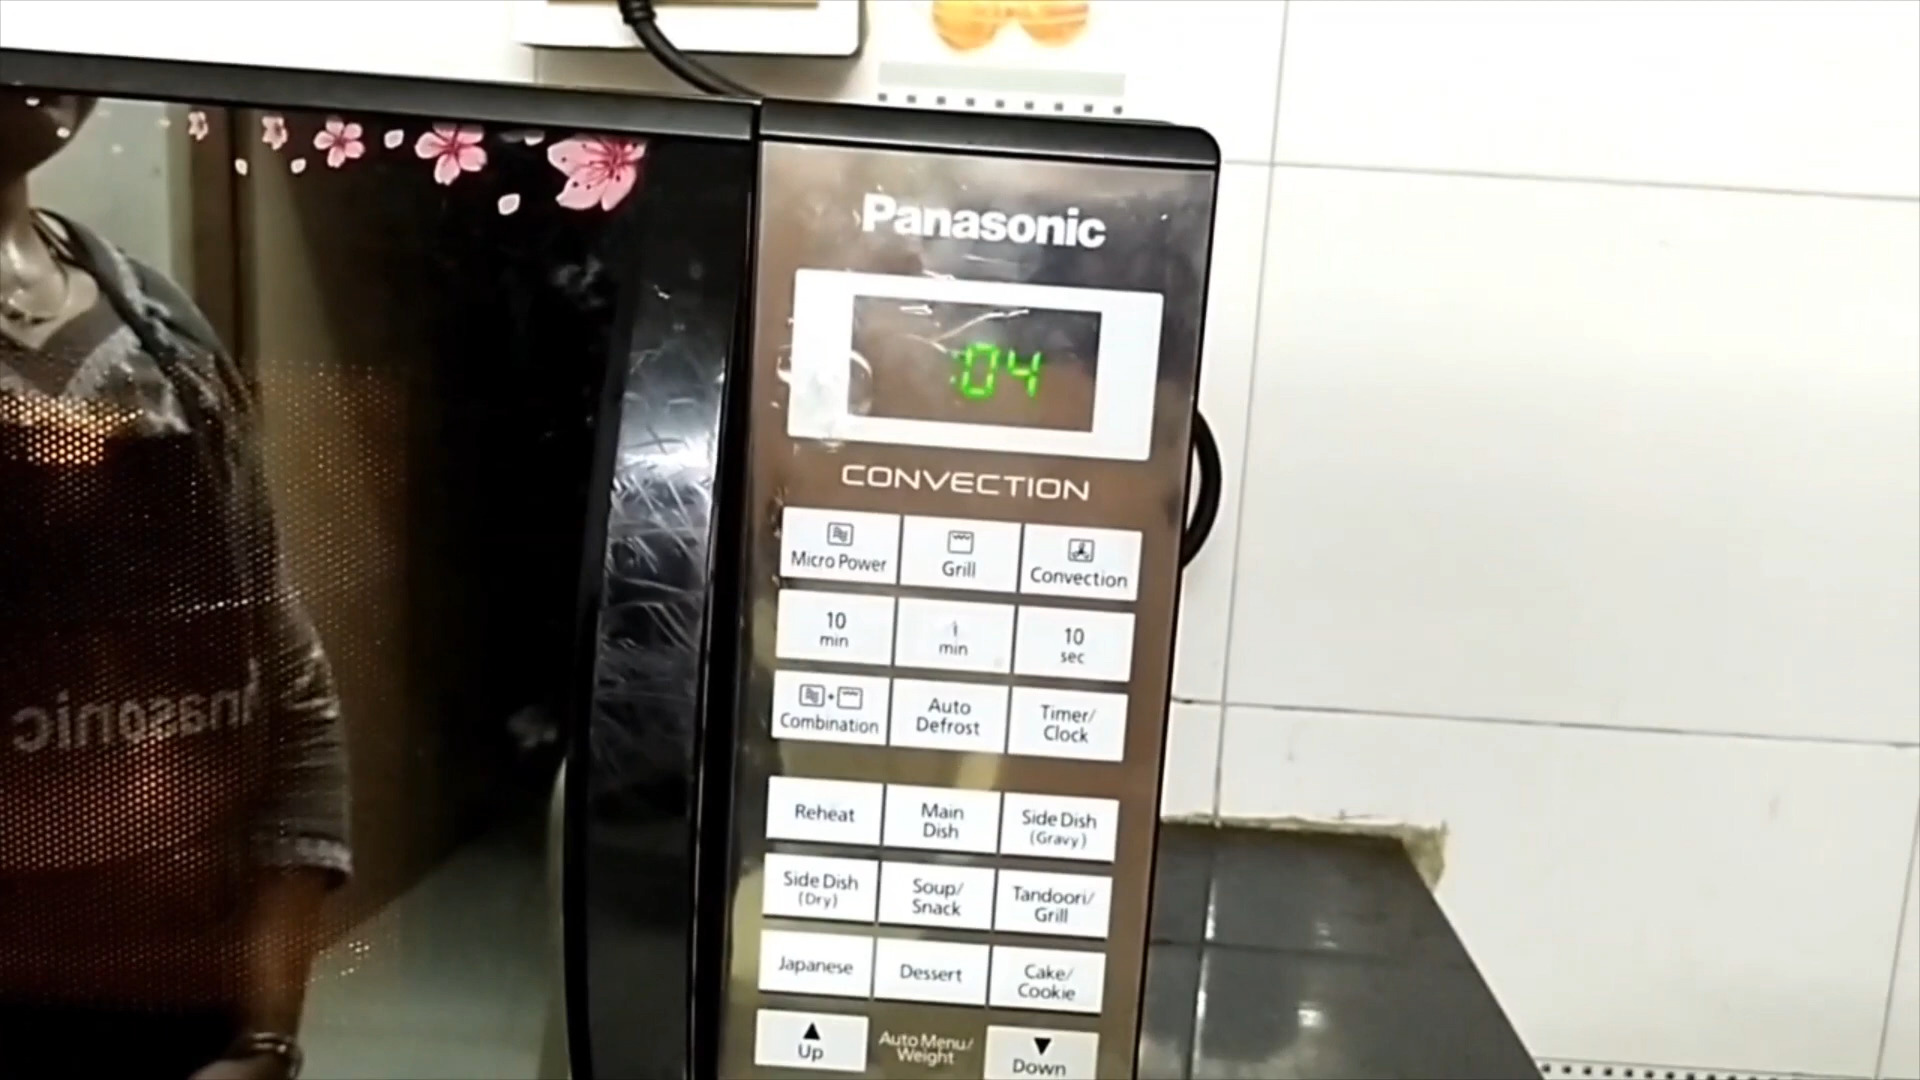 Panasonic
:04
CONVECTION
Micro Power
Grill
Convection
10
min
1
min
10
sec
Combination
Auto
Defrost
Timer/
Clock
Reheat
Main
Dish
Side Dish
(Gravy)
Side Dish
(Dry)
Soup/
Snack
Tandoori/
Grill
Japanese
Dessert
Cake/
Cookie
Up
Auto Menu/
Weight
Down